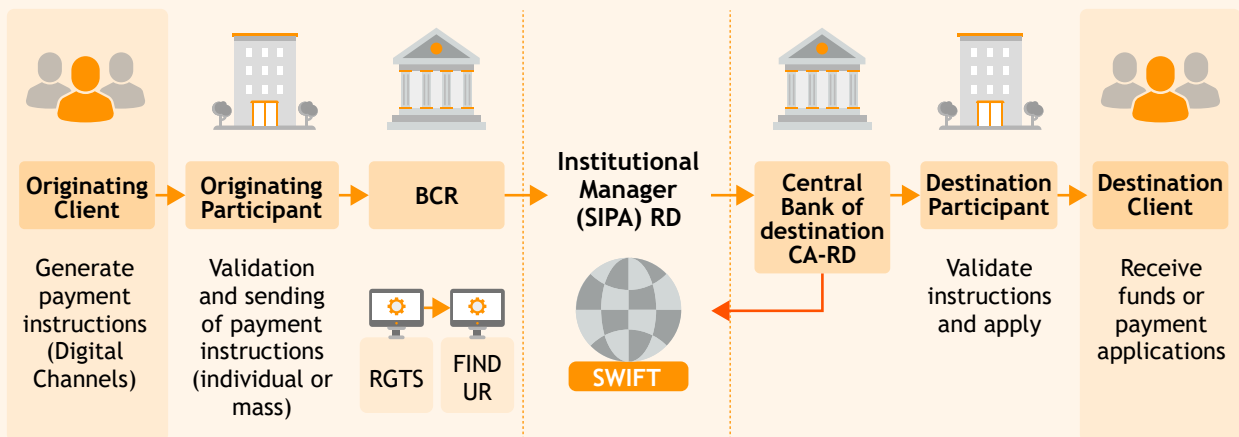 Originating
Client
Originating
Participant
BCR
Institutional
Manager
(SIPA) RD
Central
Bank of
destination
CA-RD
Destination
Participant
Destination
Client
Generate
payment
instructions
(Digital
Channels)
Validation
and sending
of payment
instructions
(individual or
mass)
RGTS
FIND
UR
SWIFT
Validate
instructions
and apply
Receive
funds or
payment
applications